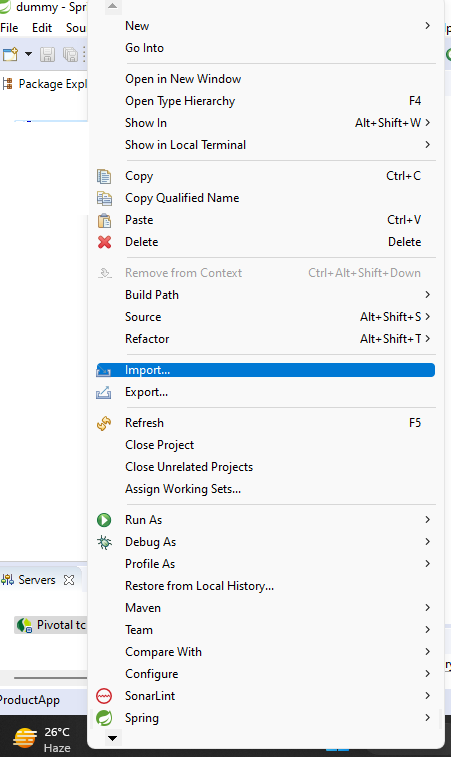 dummy - Spr
File Edit Sou
Package Expl
New
Go Into
Open in New Window
Open Type Hierarchy F4
Show In Alt+Shift+W
Show in Local Terminal
Copy Ctrl+C
Copy Qualified Name
Paste Ctrl+V
Delete Delete
Remove from Context Ctrl+Alt+Shift+Down
Build Path
Source Alt+Shift+S
Refactor Alt+Shift+T
Import...
Export...
Refresh F5
Close Project
Close Unrelated Projects
Assign Working Sets...
Run As
Debug As
Profile As
Restore from Local History...
Maven
Team
Compare With
Configure
SonarLint
Spring
Servers
Pivotal tc
ProductApp
26°C
Haze